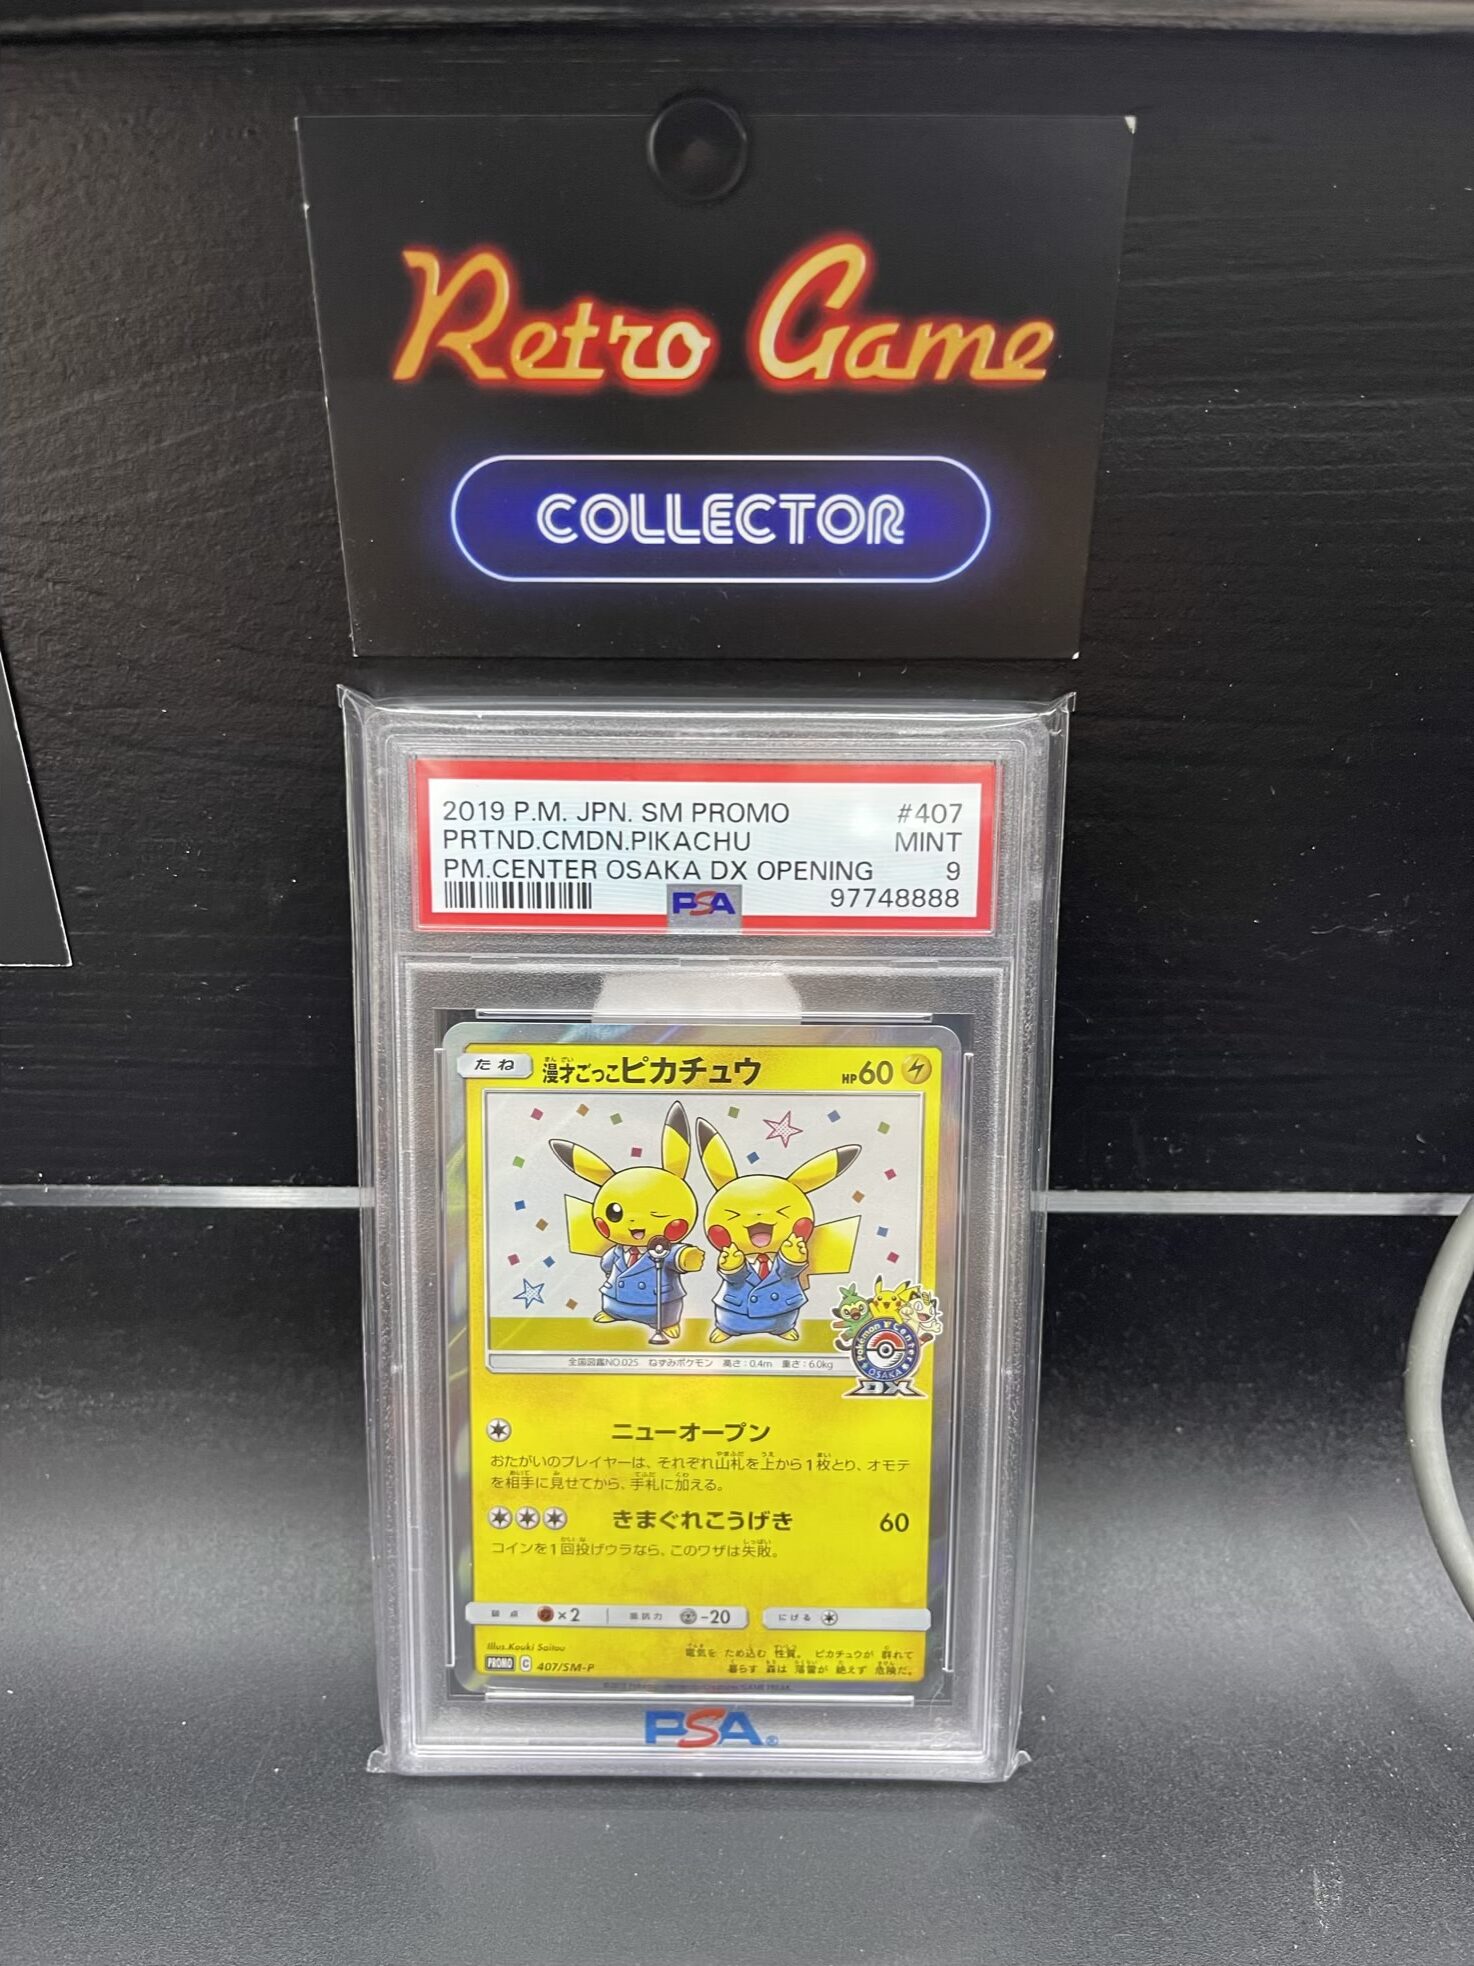 Retro Game
COLLECTOR
2019 P.M. JPN. SM PROMO #407
PRTND.CMDN.PIKACHU MINT
PM.CENTER OSAKA DX OPENING 9
PSA 97748888
たね 漫才ごっこピカチュウ HP60
全国図鑑NO.025 ねずみポケモン 高さ:0.4m 重さ:6.0kg
Pokémon Center
OSAKA
DX
ニューオープン
おたがいのプレイヤーは、それぞれ山札を上から1枚とり、オモテ
を相手に見せてから、手札に加える。
きまぐれこうげき 60
コインを1回投げウラなら、このワザは失敗。
弱点 ×2 抵抗力 -20 にげる
Illus.Kouki Saitou
PROMO C 407/SM-P
電気を ため込む 性質。 ピカチュウが 群れて
暮らす 森は 落雷が 絶えず 危険だ。
PSA